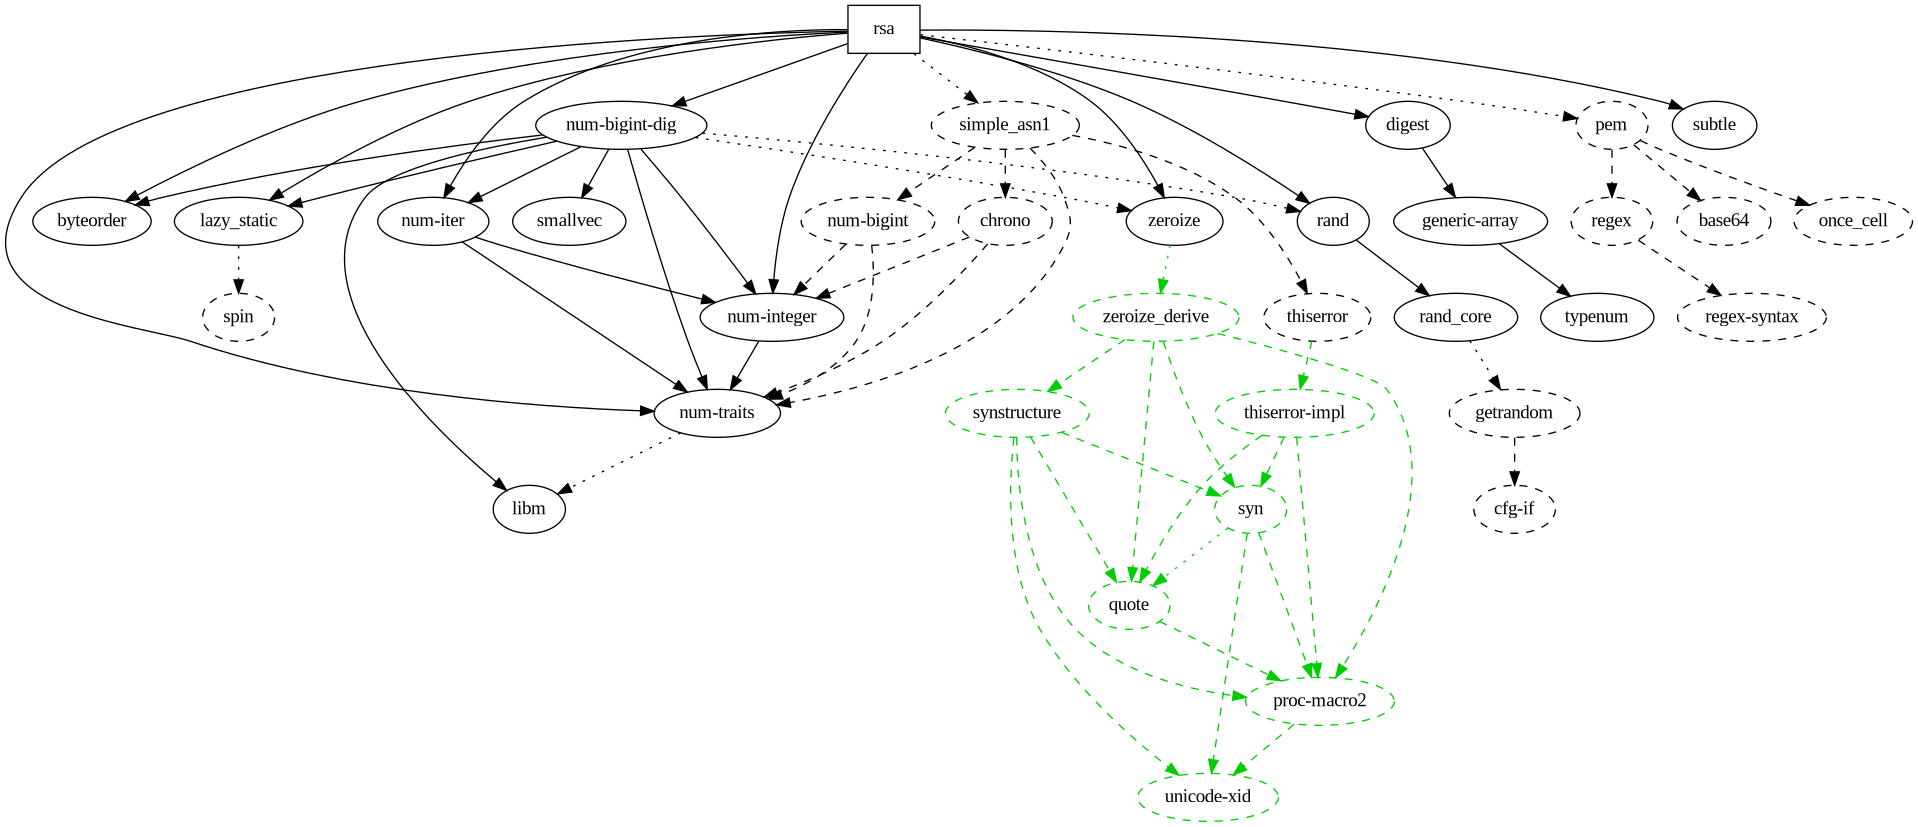 rsa
num-bigint-dig
simple_asn1
digest
pem
subtle
byteorder
lazy_static
num-iter
smallvec
num-bigint
chrono
zeroize
rand
generic-array
regex
base64
once_cell
spin
num-integer
zeroize_derive
thiserror
rand_core
typenum
regex-syntax
num-traits
synstructure
thiserror-impl
getrandom
libm
syn
cfg-if
quote
proc-macro2
unicode-xid